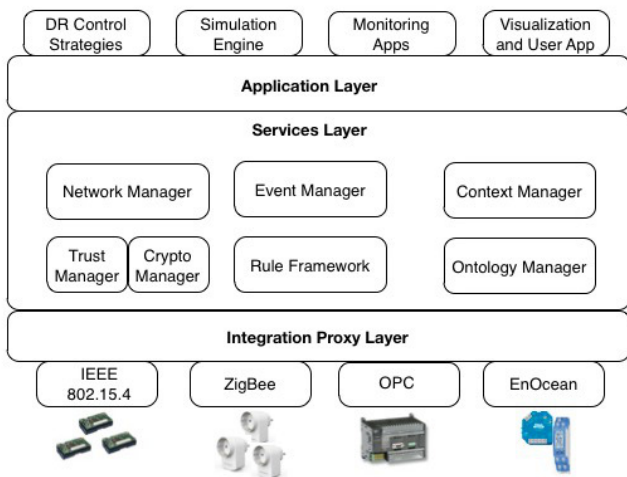 DR Control
Strategies
Simulation
Engine
Monitoring
Apps
Visualization
and User App
Application Layer
Services Layer
Network Manager
Event Manager
Context Manager
Trust
Manager
Crypto
Manager
Rule Framework
Ontology Manager
Integration Proxy Layer
IEEE
802.15.4
ZigBee
OPC
EnOcean